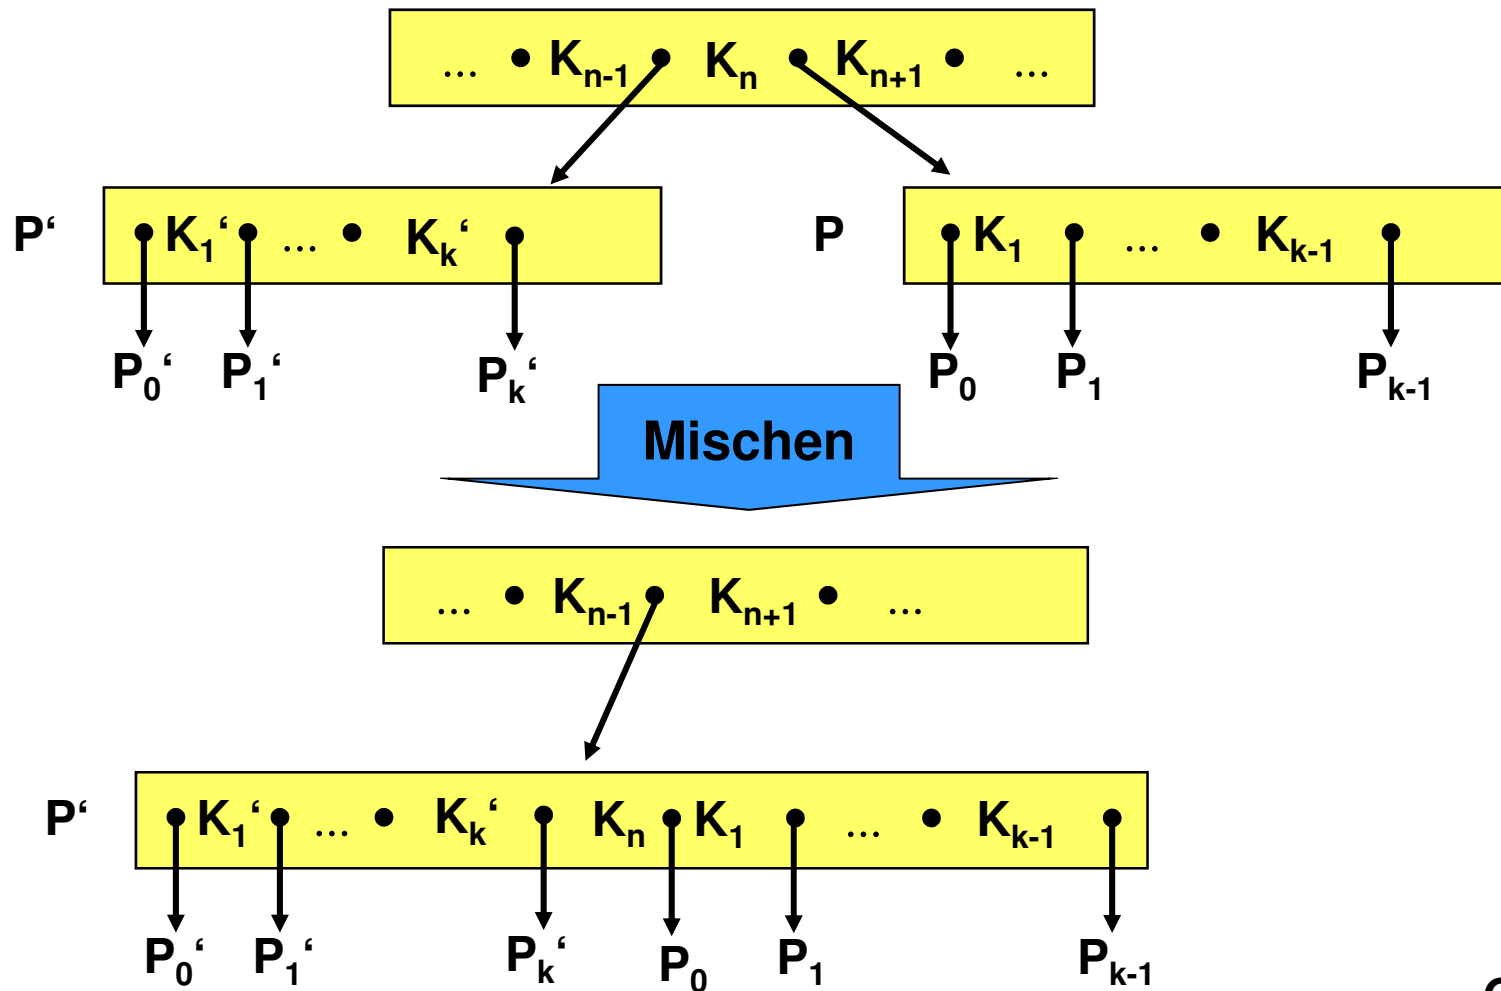 ... • K_{n-1} • K_n • K_{n+1} • ...
P‘ • K_1‘ • ... • K_k‘ • P • K_1 • ... • K_{k-1} •
P_0‘ P_1‘ P_k‘ P_0 P_1 P_{k-1}
Mischen
... • K_{n-1} • K_{n+1} • ...
P‘ • K_1‘ • ... • K_k‘ • K_n • K_1 • ... • K_{k-1} •
P_0‘ P_1‘ P_k‘ P_0 P_1 P_{k-1}